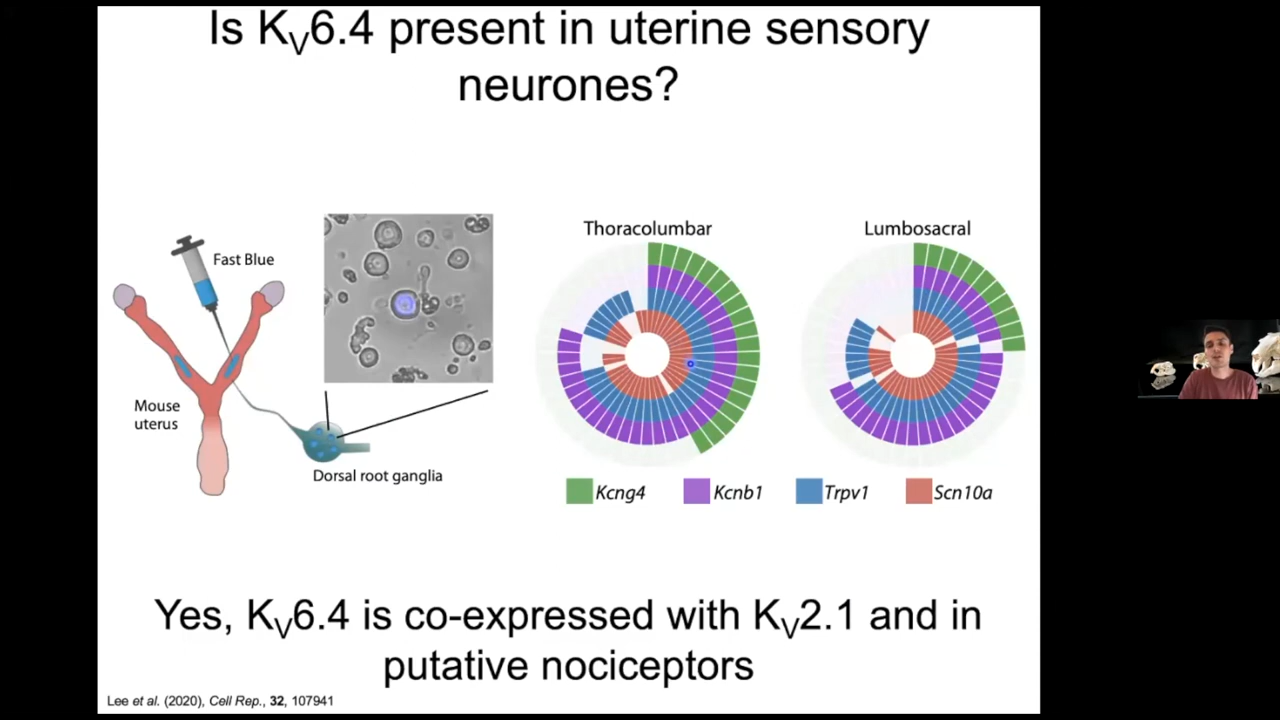 Is KV6.4 present in uterine sensory
neurones?
Fast Blue
Mouse
uterus
Dorsal root ganglia
Thoracolumbar
Lumbosacral
Kcng4
Kcnb1
Trpv1
Scn10a
Yes, KV6.4 is co-expressed with KV2.1 and in
putative nociceptors
Lee et al. (2020), Cell Rep., 32, 107941